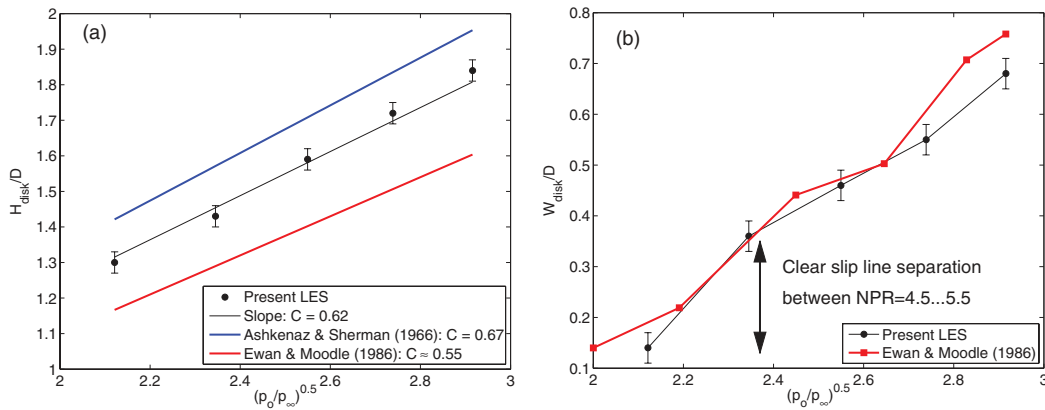 (a)
2
1.9
1.8
1.7
1.6
1.5
1.4
1.3
1.2
1.1
1
H_disk/D
Present LES
Slope: C = 0.62
Ashkenaz & Sherman (1966): C = 0.67
Ewan & Moodle (1986): C ≈ 0.55
2 2.2 2.4 2.6 2.8 3
(p_o/p_∞)^0.5
(b)
0.8
0.7
0.6
0.5
0.4
0.3
0.2
0.1
W_disk/D
Clear slip line separation
between NPR=4.5...5.5
Present LES
Ewan & Moodle (1986)
2 2.2 2.4 2.6 2.8 3
(p_o/p_∞)^0.5